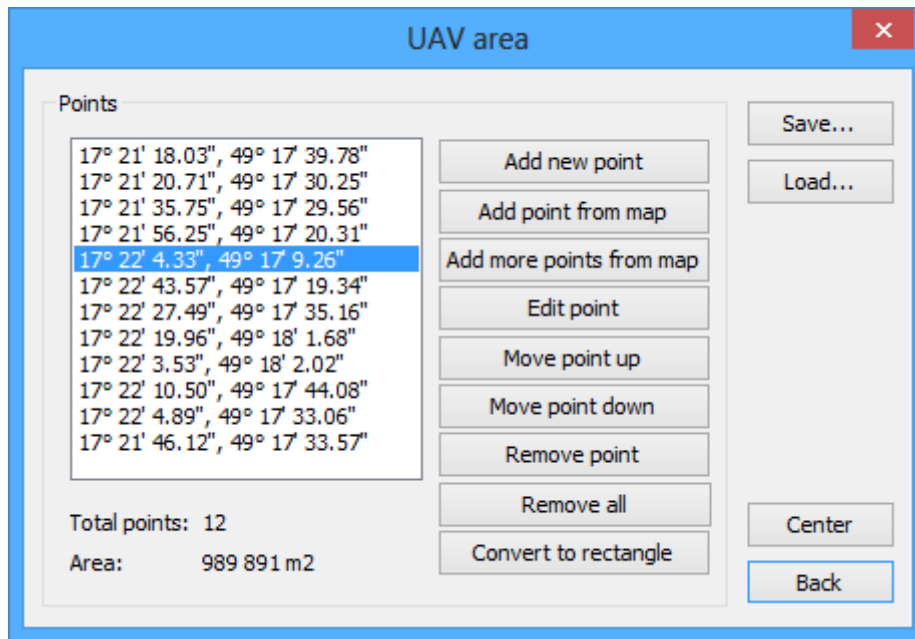 UAV area
Points
17° 21' 18.03", 49° 17' 39.78"
17° 21' 20.71", 49° 17' 30.25"
17° 21' 35.75", 49° 17' 29.56"
17° 21' 56.25", 49° 17' 20.31"
17° 22' 4.33", 49° 17' 9.26"
17° 22' 43.57", 49° 17' 19.34"
17° 22' 27.49", 49° 17' 35.16"
17° 22' 19.96", 49° 18' 1.68"
17° 22' 3.53", 49° 18' 2.02"
17° 22' 10.50", 49° 17' 44.08"
17° 22' 4.89", 49° 17' 33.06"
17° 21' 46.12", 49° 17' 33.57"
Total points: 12
Area: 989 891 m2
Add new point
Add point from map
Add more points from map
Edit point
Move point up
Move point down
Remove point
Remove all
Convert to rectangle
Save...
Load...
Center
Back